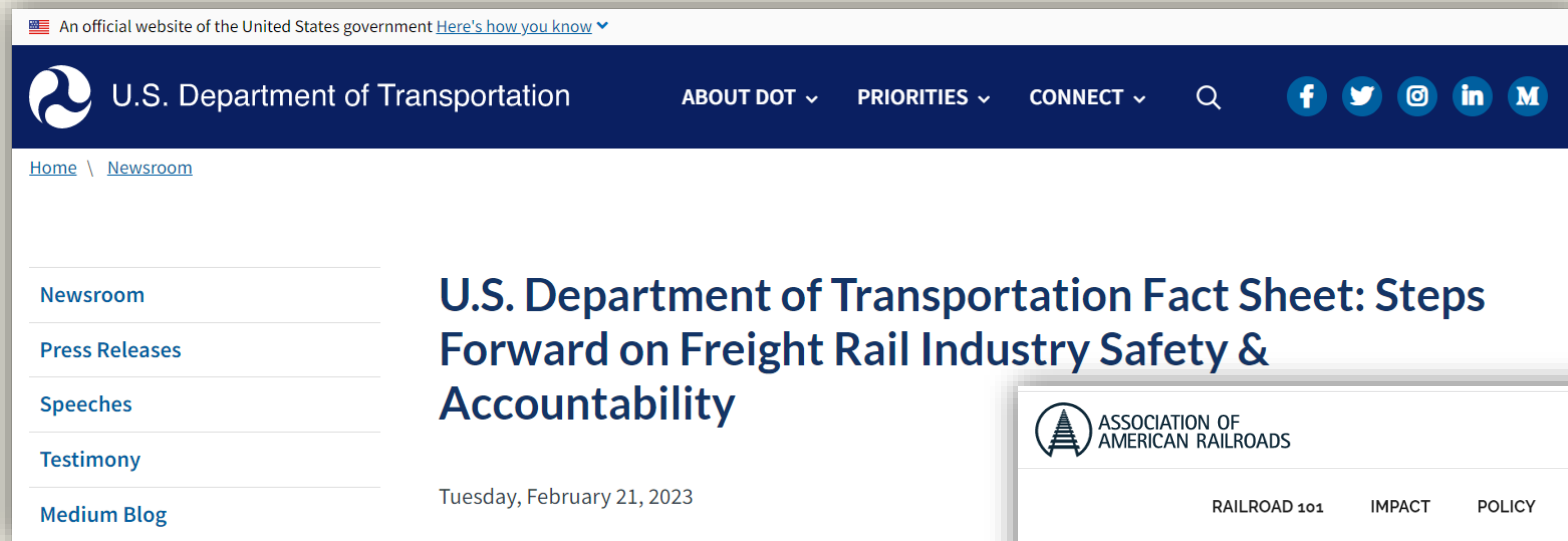 An official website of the United States government Here's how you know
U.S. Department of Transportation
ABOUT DOT
PRIORITIES
CONNECT
Home \ Newsroom
Newsroom
Press Releases
Speeches
Testimony
Medium Blog
U.S. Department of Transportation Fact Sheet: Steps
Forward on Freight Rail Industry Safety &
Accountability
Tuesday, February 21, 2023
ASSOCIATION OF
AMERICAN RAILROADS
RAILROAD 101
IMPACT
POLICY